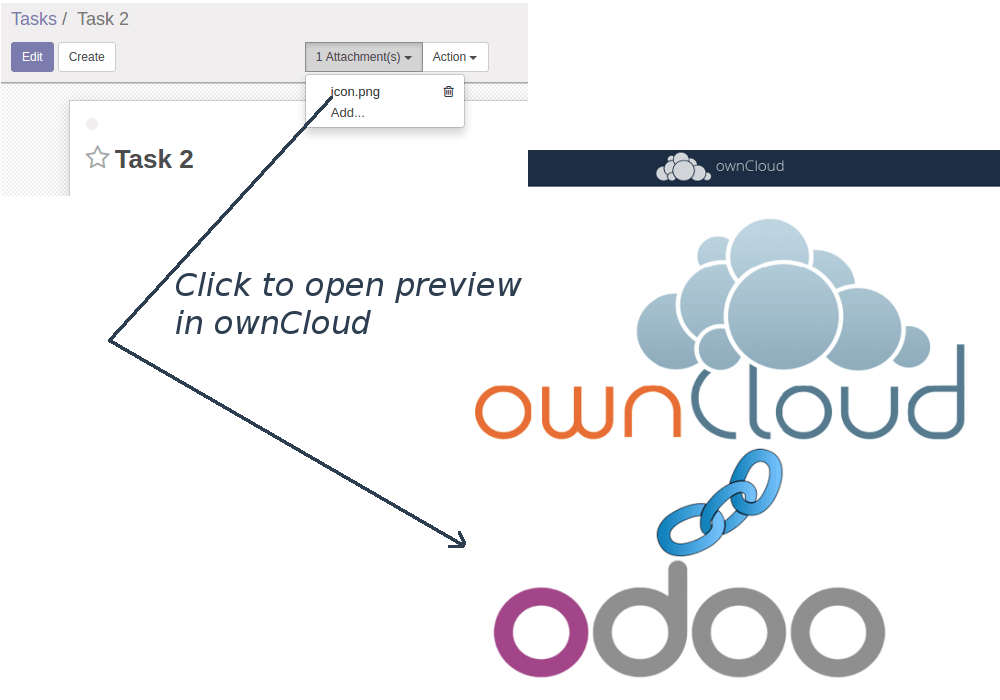 Tasks / Task 2
Edit Create 1 Attachment(s) Action
icon.png
Add...
Task 2
ownCloud
Click to open preview
in ownCloud
ownCloud
odoo